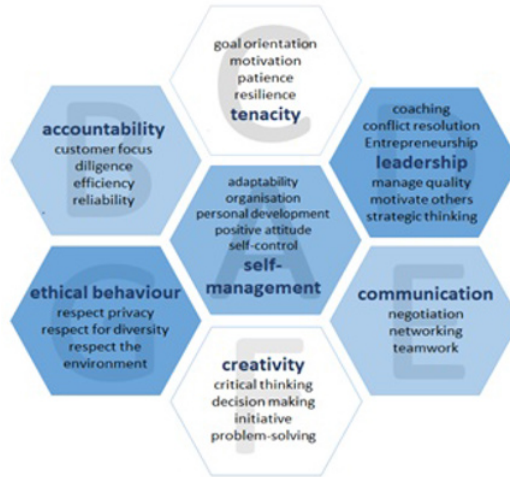 C
goal orientation
motivation
patience
resilience
tenacity
B
accountability
customer focus
diligence
efficiency
reliability
D
coaching
conflict resolution
Entrepreneurship
leadership
manage quality
motivate others
strategic thinking
A
adaptability
organisation
personal development
positive attitude
self-control
self-
management
G
ethical behaviour
respect privacy
respect for diversity
respect the
environment
E
communication
negotiation
networking
teamwork
F
creativity
critical thinking
decision making
initiative
problem-solving